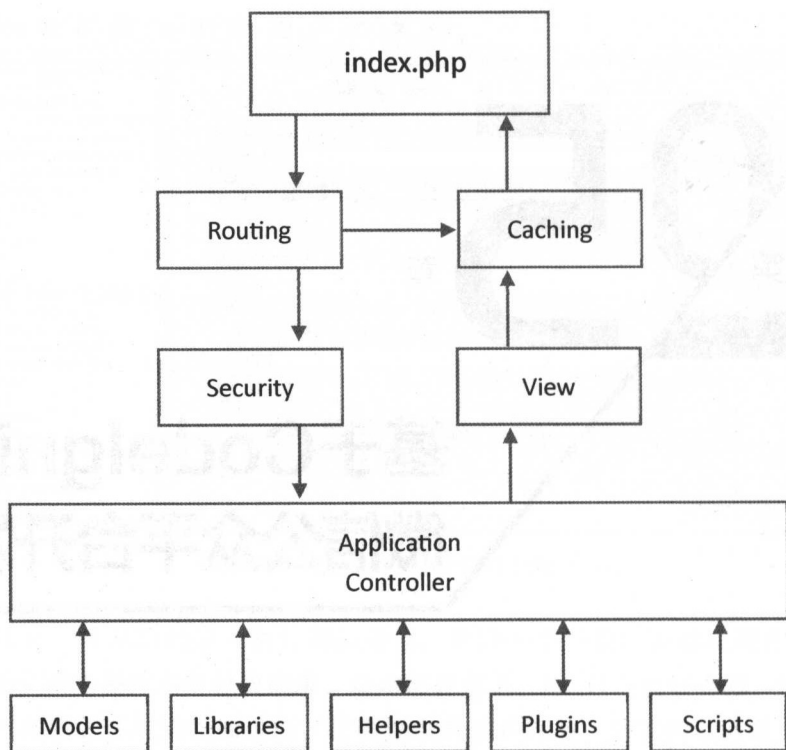 index.php
Routing
Caching
Security
View
Application
Controller
Models
Libraries
Helpers
Plugins
Scripts